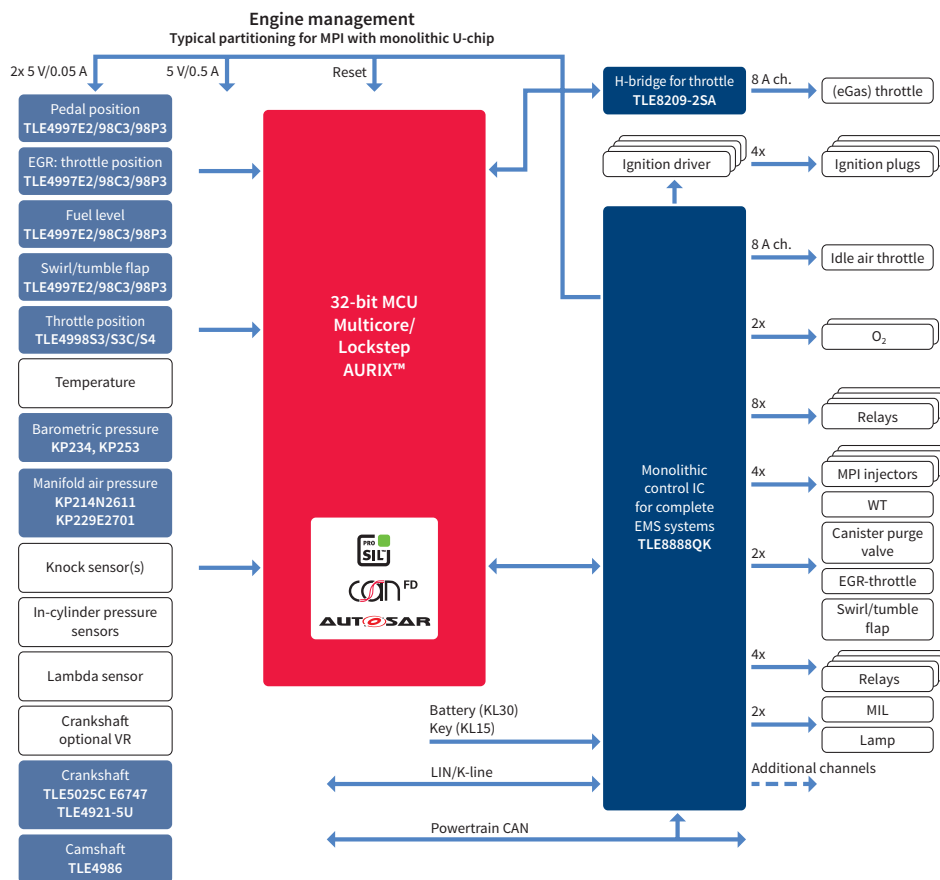 Engine management
Typical partitioning for MPI with monolithic U-chip
2x 5 V/0.05 A
5 V/0.5 A
Reset
Pedal position
TLE4997E2/98C3/98P3
EGR: throttle position
TLE4997E2/98C3/98P3
Fuel level
TLE4997E2/98C3/98P3
Swirl/tumble flap
TLE4997E2/98C3/98P3
Throttle position
TLE4998S3/S3C/S4
Temperature
Barometric pressure
KP234, KP253
Manifold air pressure
KP214N2611
KP229E2701
Knock sensor(s)
In-cylinder pressure
sensors
Lambda sensor
Crankshaft
optional VR
Crankshaft
TLE5025C E6747
TLE4921-5U
Camshaft
TLE4986
32-bit MCU
Multicore/
Lockstep
AURIX™
PRO
SIL™
CAN FD
AUTOSAR
Battery (KL30)
Key (KL15)
LIN/K-line
Powertrain CAN
H-bridge for throttle
TLE8209-2SA
Ignition driver
Monolithic
control IC
for complete
EMS systems
TLE8888QK
8 A ch.
(eGas) throttle
4x
Ignition plugs
8 A ch.
Idle air throttle
2x
O₂
8x
Relays
4x
MPI injectors
WT
2x
Canister purge
valve
EGR-throttle
Swirl/tumble
flap
4x
Relays
2x
MIL
Lamp
Additional channels